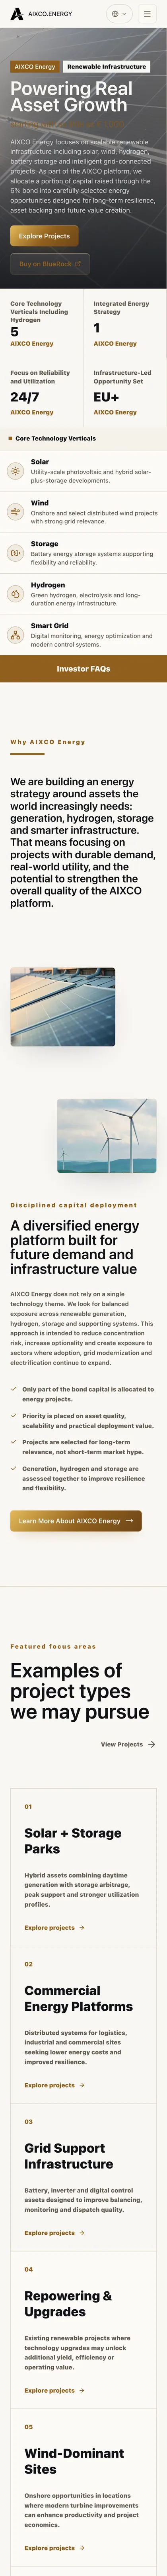 AIXCO.ENERGY
AIXCO Energy
Renewable Infrastructure
Powering Real
Asset Growth
AIXCO Energy focuses on scalable renewable
infrastructure including solar, wind, hydrogen,
battery storage and intelligent grid-connected
projects. As part of the AIXCO platform, we
allocate a portion of capital raised through the
6% bond into carefully selected energy
opportunities designed for long-term resilience,
asset backing and future value creation.
Explore Projects
Buy on BlueRock
Core Technology
Verticals Including
Hydrogen
5
AIXCO Energy
Integrated Energy
Strategy
1
AIXCO Energy
Focus on Reliability
and Utilization
24/7
AIXCO Energy
Infrastructure-Led
Opportunity Set
EU+
AIXCO Energy
Core Technology Verticals
Solar
Utility-scale photovoltaic and hybrid solar-
plus-storage developments.
Wind
Onshore and selected distributed wind projects
with strong grid relevance.
Storage
Battery energy storage systems supporting
flexibility and reliability.
Hydrogen
Green hydrogen, electrolysis and long-
duration energy infrastructure.
Smart Grid
Digital monitoring, energy optimization and
modern control systems.
Investor FAQs
Why AIXCO Energy
We are building an energy
strategy around assets the
world increasingly needs:
generation, hydrogen, storage
and smarter infrastructure.
That means focusing on
projects with durable demand,
real-world utility, and the
potential to strengthen the
overall quality of the AIXCO
platform.
Disciplined capital deployment
A diversified energy
platform built for
future demand and
infrastructure value
AIXCO Energy does not rely on a single
technology theme. We look for balanced
exposure across renewable generation,
hydrogen, storage and supporting systems. This
approach is intended to reduce concentration
risk, increase optionality and create exposure to
sectors where adoption, grid modernization and
electrification continue to expand.
Only part of the bond capital is allocated to
energy projects.
Priority is placed on asset quality,
scalability and practical deployment value.
Projects are selected for long-term
relevance, not short-term market hype.
Generation, hydrogen and storage are
assessed together to improve resilience
and flexibility.
Learn More About AIXCO Energy
Featured focus areas
Examples of
project types
we may pursue
View Projects
01
Solar + Storage
Parks
Hybrid assets combining daytime
generation with storage arbitrage,
peak support and stronger utilization
profiles.
Explore projects
02
Commercial
Energy Platforms
Distributed systems for logistics,
industrial and commercial sites
seeking lower energy costs and
improved resilience.
Explore projects
03
Grid Support
Infrastructure
Battery, inverter and digital control
assets designed to improve balancing,
monitoring and dispatch quality.
Explore projects
04
Repowering &
Upgrades
Existing renewable projects where
technology upgrades may unlock
additional yield, efficiency or
operating value.
Explore projects
05
Wind-Dominant
Sites
Onshore opportunities in locations
where modern turbine improvements
can enhance productivity and project
economics.
Explore projects